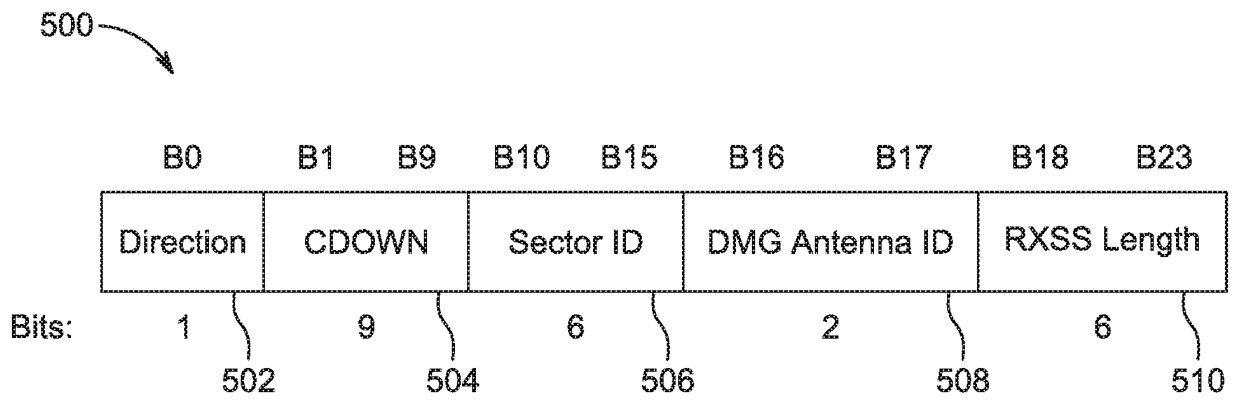 500
B0 B1 B9 B10 B15 B16 B17 B18 B23
Direction CDOWN Sector ID DMG Antenna ID RXSS Length
Bits: 1 9 6 2 6
502 504 506 508 510